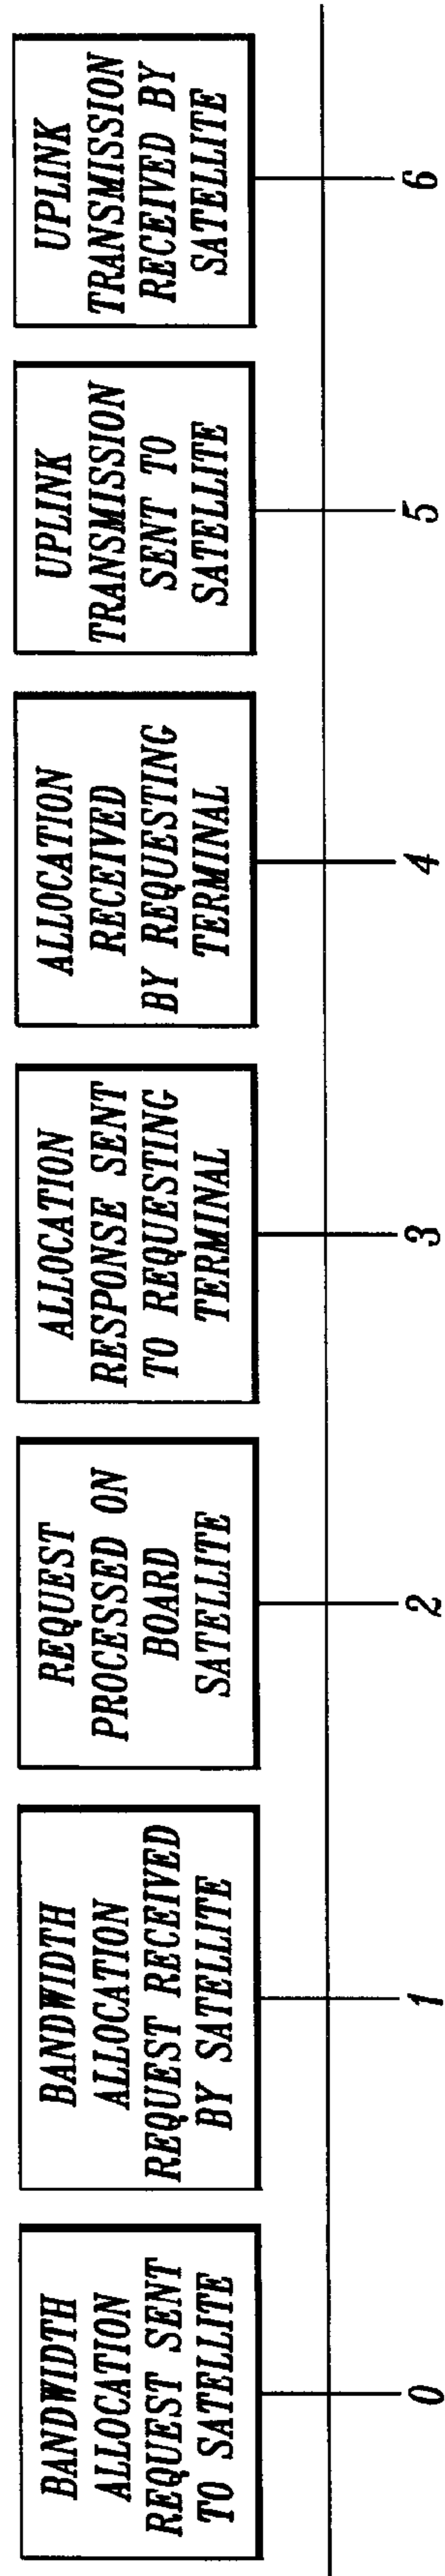 BANDWIDTH
ALLOCATION
REQUEST SENT
TO SATELLITE
0
BANDWIDTH
ALLOCATION
REQUEST RECEIVED
BY SATELLITE
1
REQUEST
PROCESSED ON
BOARD
SATELLITE
2
ALLOCATION
RESPONSE SENT
TO REQUESTING
TERMINAL
3
ALLOCATION
RECEIVED
BY REQUESTING
TERMINAL
4
UPLINK
TRANSMISSION
SENT TO
SATELLITE
5
UPLINK
TRANSMISSION
RECEIVED BY
SATELLITE
6